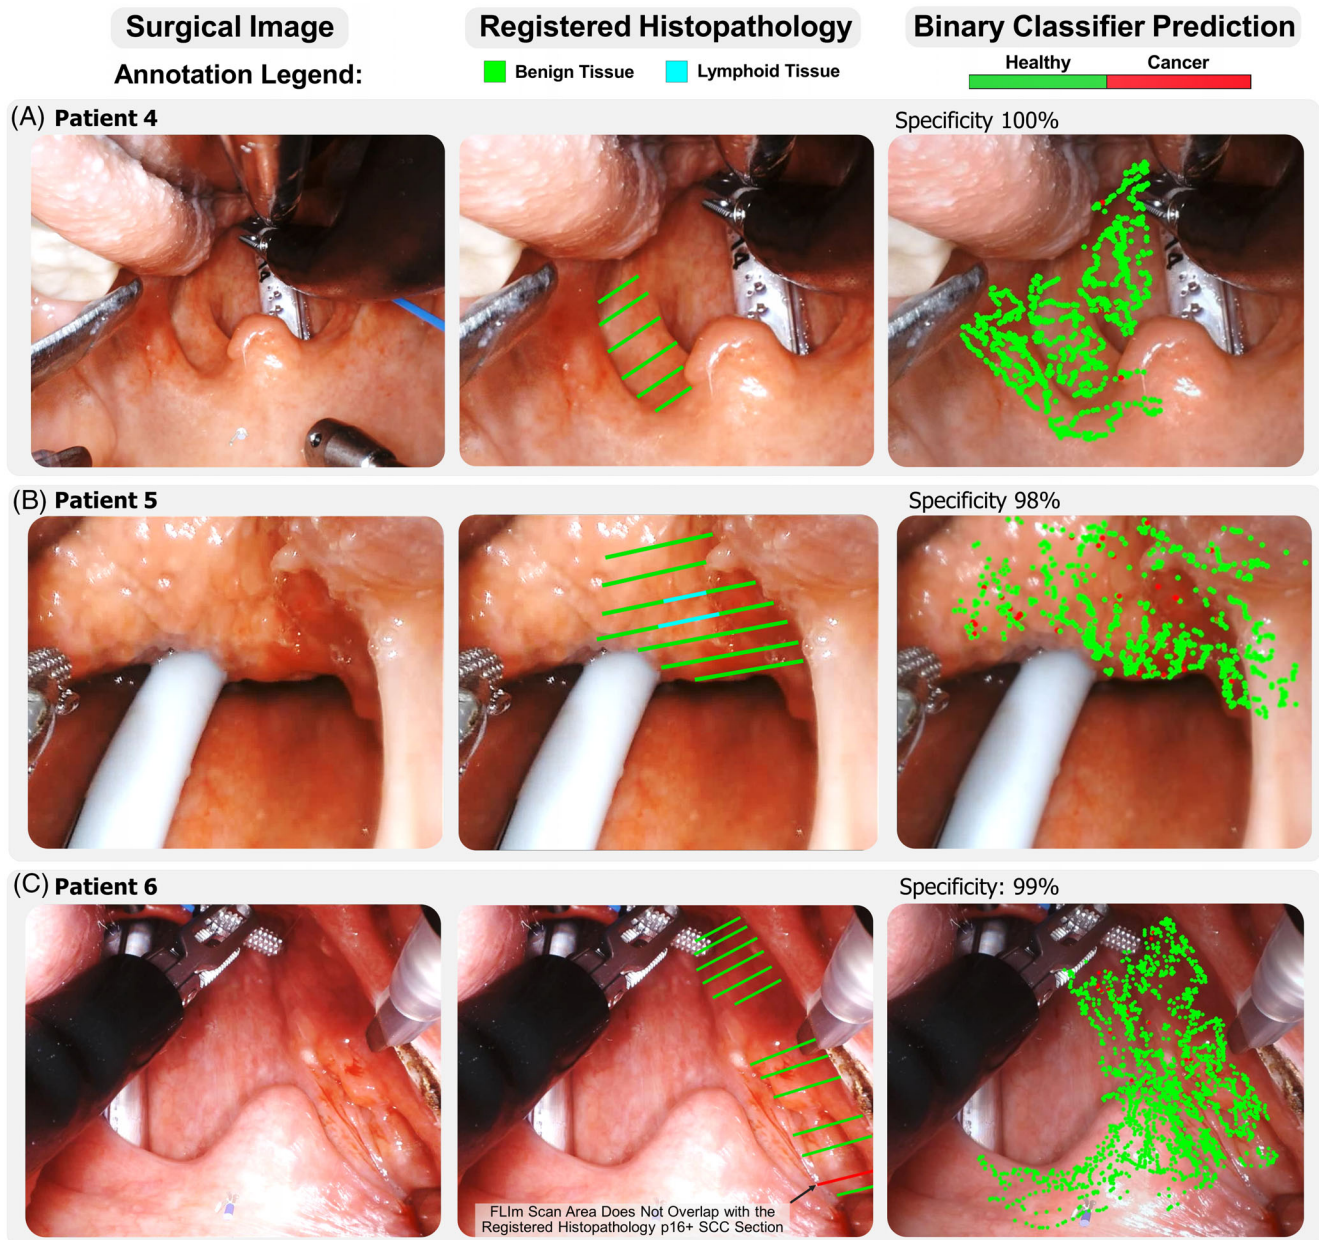 Surgical Image
Registered Histopathology
Binary Classifier Prediction
Annotation Legend:
Benign Tissue
Lymphoid Tissue
Healthy
Cancer
(A) Patient 4
Specificity 100%
14
(B) Patient 5
Specificity 98%
(C) Patient 6
Specificity: 99%
FLIm Scan Area Does Not Overlap with the
Registered Histopathology p16+ SCC Section